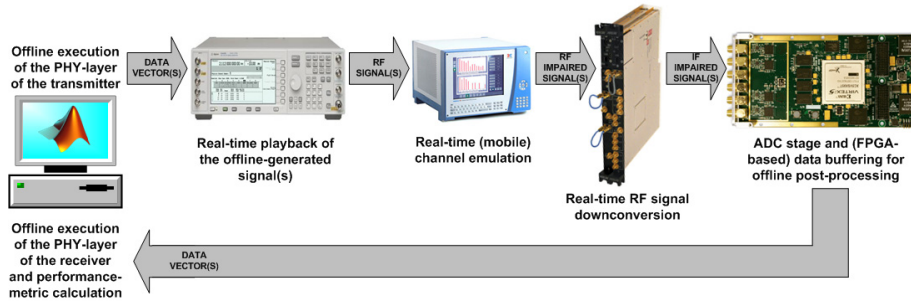 Offline execution
of the PHY-layer
of the transmitter
DATA
VECTOR(S)
Real-time playback of
the offline-generated
signal(s)
RF
SIGNAL(S)
Real-time (mobile)
channel emulation
RF
IMPAIRED
SIGNAL(S)
Real-time RF signal
downconversion
IF
IMPAIRED
SIGNAL(S)
ADC stage and (FPGA-
based) data buffering for
offline post-processing
DATA
VECTOR(S)
Offline execution
of the PHY-layer
of the receiver
and performance-
metric calculation